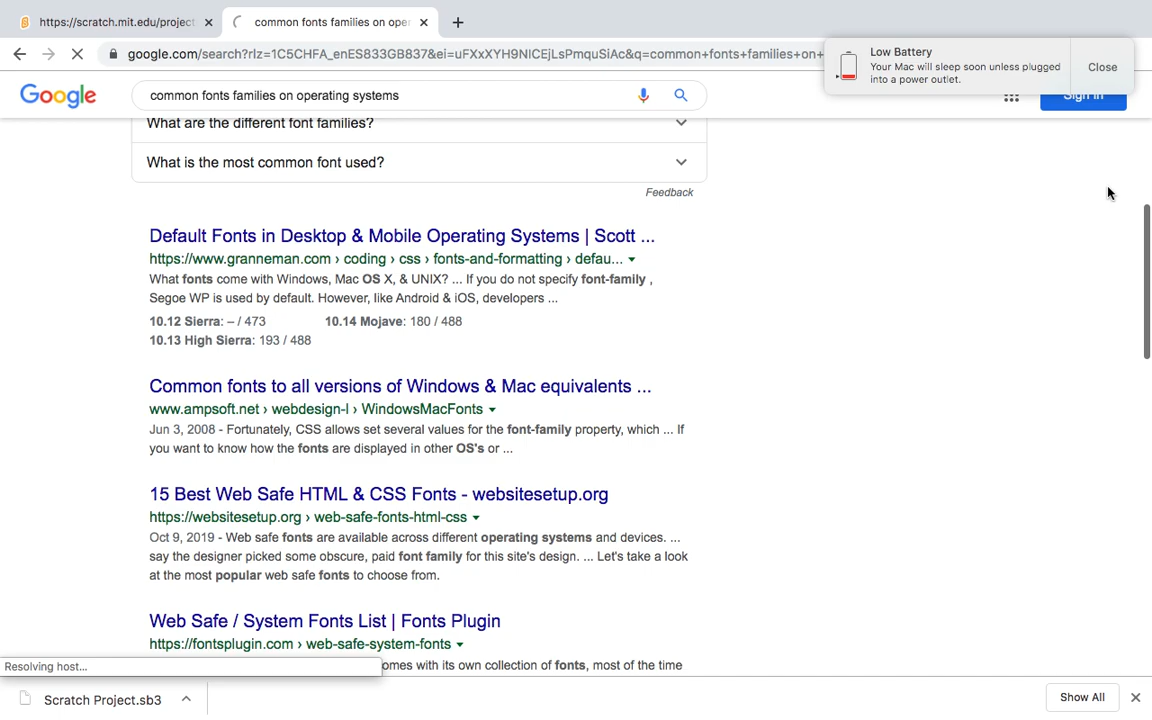 https://scratch.mit.edu/project
common fonts families on oper
google.com/search?rlz=1C5CHFA_enES833GB837&ei=uFXxXYH9NICEjLsPmquSiAc&q=common+fonts+families+on+
Low Battery
Your Mac will sleep soon unless plugged
into a power outlet.
Close
Google
common fonts families on operating systems
Sign in
What are the different font families?
What is the most common font used?
Feedback
Default Fonts in Desktop & Mobile Operating Systems | Scott ...
https://www.granneman.com › coding › css › fonts-and-formatting › defau...
What fonts come with Windows, Mac OS X, & UNIX? ... If you do not specify font-family ,
Segoe WP is used by default. However, like Android & iOS, developers ...
10.12 Sierra: – / 473 10.14 Mojave: 180 / 488
10.13 High Sierra: 193 / 488
Common fonts to all versions of Windows & Mac equivalents ...
www.ampsoft.net › webdesign-l › WindowsMacFonts
Jun 3, 2008 - Fortunately, CSS allows set several values for the font-family property, which ... If
you want to know how the fonts are displayed in other OS's or ...
15 Best Web Safe HTML & CSS Fonts - websitesetup.org
https://websitesetup.org › web-safe-fonts-html-css
Oct 9, 2019 - Web safe fonts are available across different operating systems and devices. ...
say the designer picked some obscure, paid font family for this site's design. ... Let's take a look
at the most popular web safe fonts to choose from.
Web Safe / System Fonts List | Fonts Plugin
https://fontsplugin.com › web-safe-system-fonts
omes with its own collection of fonts, most of the time
Resolving host...
Scratch Project.sb3
Show All